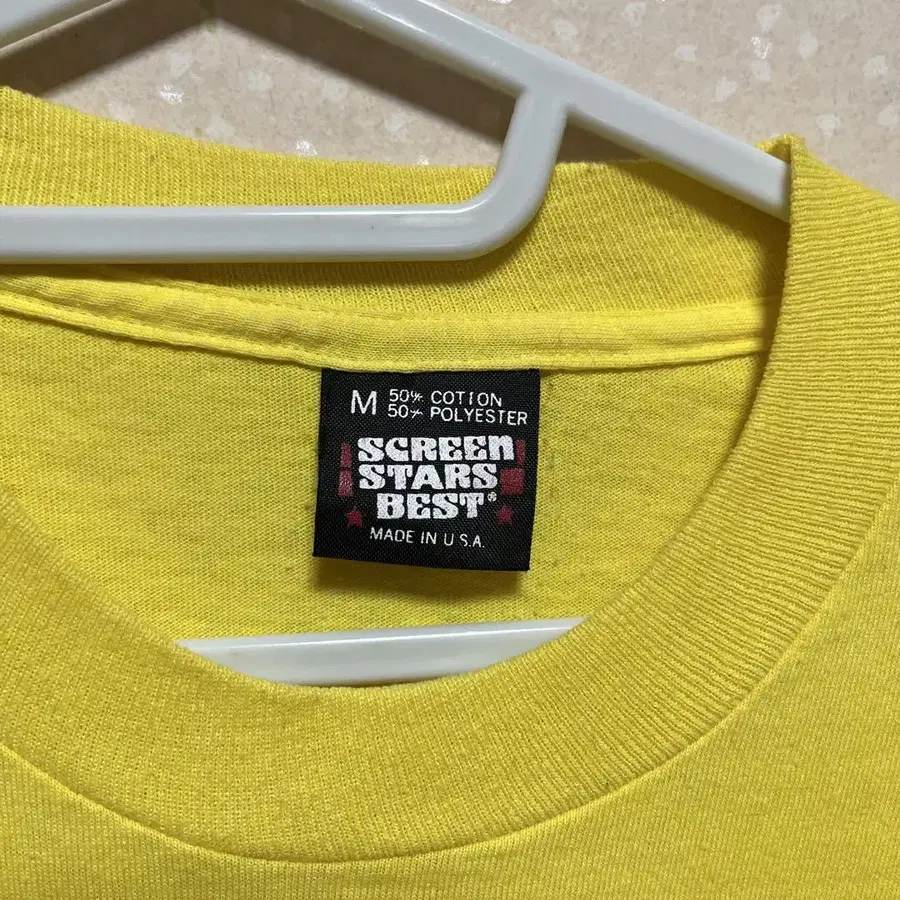 M 50% COTTON
50% POLYESTER
SCREEN
STARS
BEST®
MADE IN U.S.A.